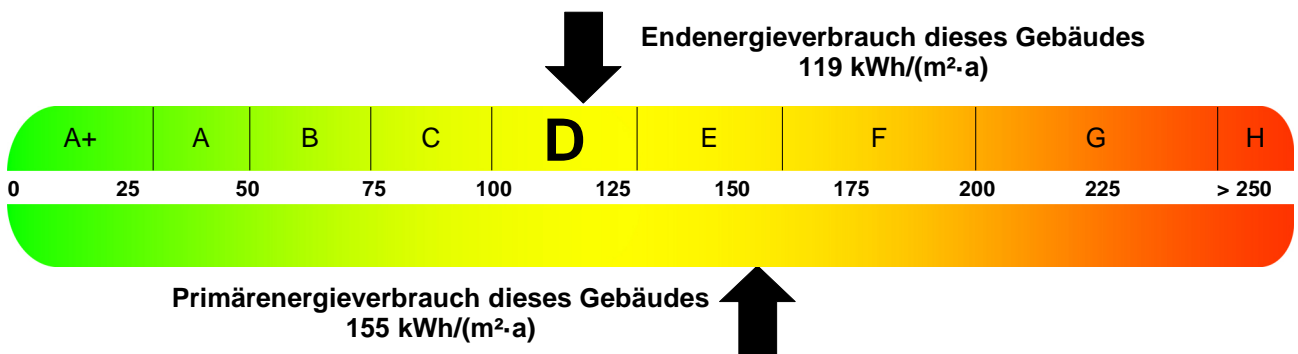 Endenergieverbrauch dieses Gebäudes
119 kWh/(m²·a)
A+ A B C D E F G H
0 25 50 75 100 125 150 175 200 225 > 250
Primärenergieverbrauch dieses Gebäudes
155 kWh/(m²·a)